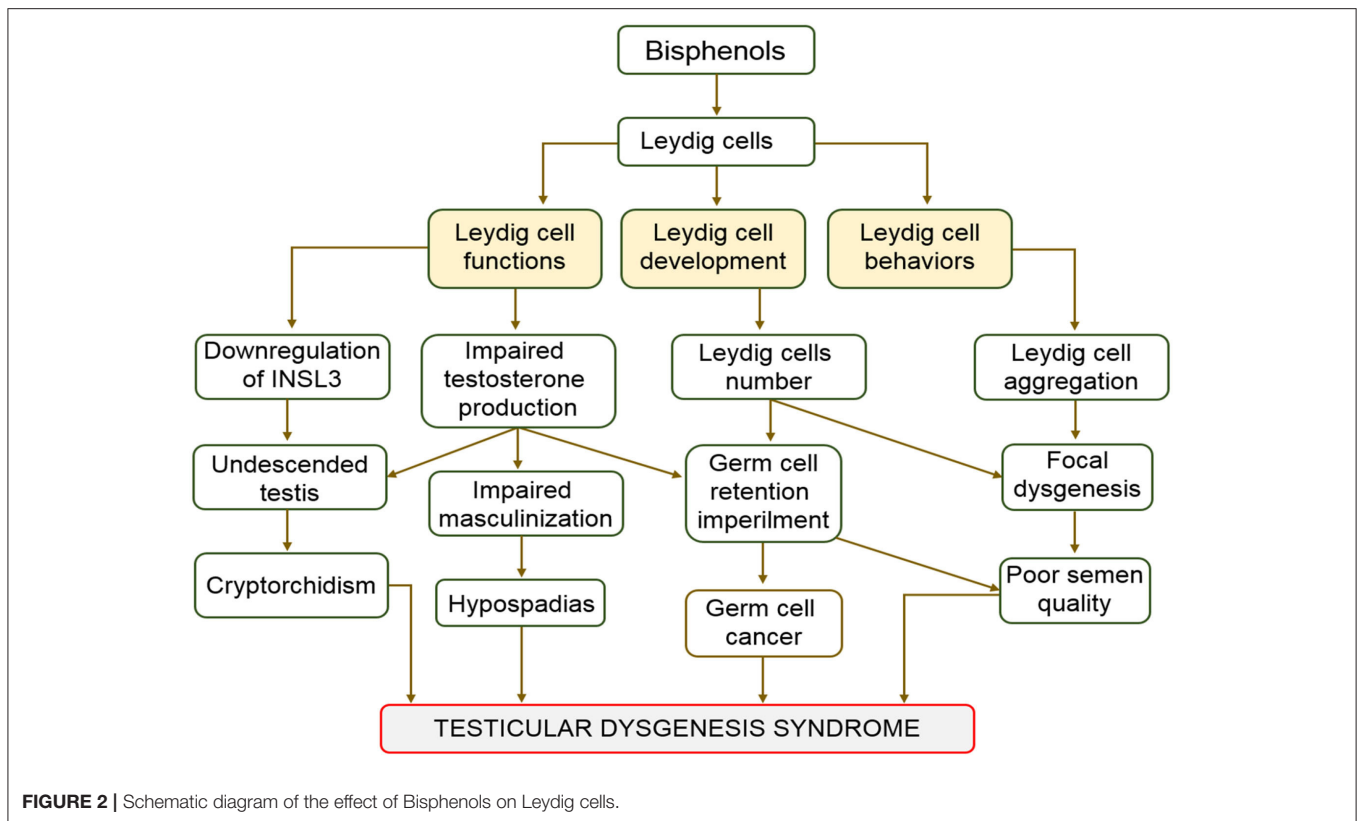 Bisphenols
Leydig cells
Leydig cell
functions
Leydig cell
development
Leydig cell
behaviors
Downregulation
of INSL3
Impaired
testosterone
production
Leydig cells
number
Leydig cell
aggregation
Undescended
testis
Impaired
masculinization
Germ cell
retention
imperilment
Focal
dysgenesis
Cryptorchidism
Hypospadias
Germ cell
cancer
Poor semen
quality
TESTICULAR DYSGENESIS SYNDROME
FIGURE 2 | Schematic diagram of the effect of Bisphenols on Leydig cells.